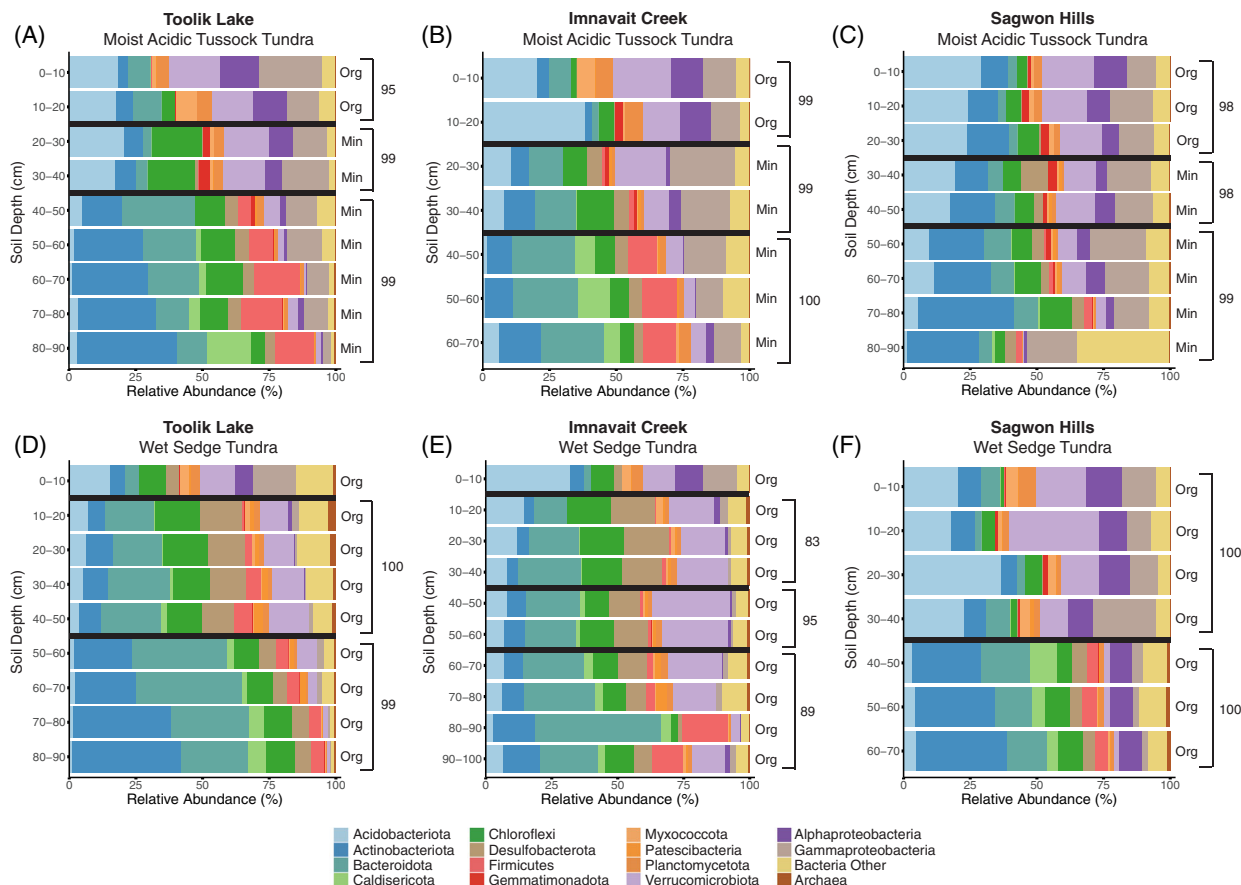 (A)
Toolik Lake
Moist Acidic Tussock Tundra
Soil Depth (cm)
0–10 Org
10–20 Org
20–30 Min
30–40 Min
40–50 Min
50–60 Min
60–70 Min
70–80 Min
80–90 Min
95
99
99
0 25 50 75 100
Relative Abundance (%)
(B)
Imnavait Creek
Moist Acidic Tussock Tundra
Soil Depth (cm)
0–10 Org
10–20 Org
20–30 Min
30–40 Min
40–50 Min
50–60 Min
60–70 Min
99
99
100
0 25 50 75 100
Relative Abundance (%)
(C)
Sagwon Hills
Moist Acidic Tussock Tundra
Soil Depth (cm)
0–10 Org
10–20 Org
20–30 Org
30–40 Min
40–50 Min
50–60 Min
60–70 Min
70–80 Min
80–90 Min
98
98
99
0 25 50 75 100
Relative Abundance (%)
(D)
Toolik Lake
Wet Sedge Tundra
Soil Depth (cm)
0–10 Org
10–20 Org
20–30 Org
30–40 Org
40–50 Org
50–60 Org
60–70 Org
70–80 Org
80–90 Org
100
99
0 25 50 75 100
Relative Abundance (%)
(E)
Imnavait Creek
Wet Sedge Tundra
Soil Depth (cm)
0–10 Org
10–20 Org
20–30 Org
30–40 Org
40–50 Org
50–60 Org
60–70 Org
70–80 Org
80–90 Org
90–100 Org
83
95
89
0 25 50 75 100
Relative Abundance (%)
(F)
Sagwon Hills
Wet Sedge Tundra
Soil Depth (cm)
0–10 Org
10–20 Org
20–30 Org
30–40 Org
40–50 Org
50–60 Org
60–70 Org
100
100
0 25 50 75 100
Relative Abundance (%)
Acidobacteriota Chloroflexi Myxococcota Alphaproteobacteria
Actinobacteriota Desulfobacterota Patescibacteria Gammaproteobacteria
Bacteroidota Firmicutes Planctomycetota Bacteria Other
Caldisericota Gemmatimonadota Verrucomicrobiota Archaea